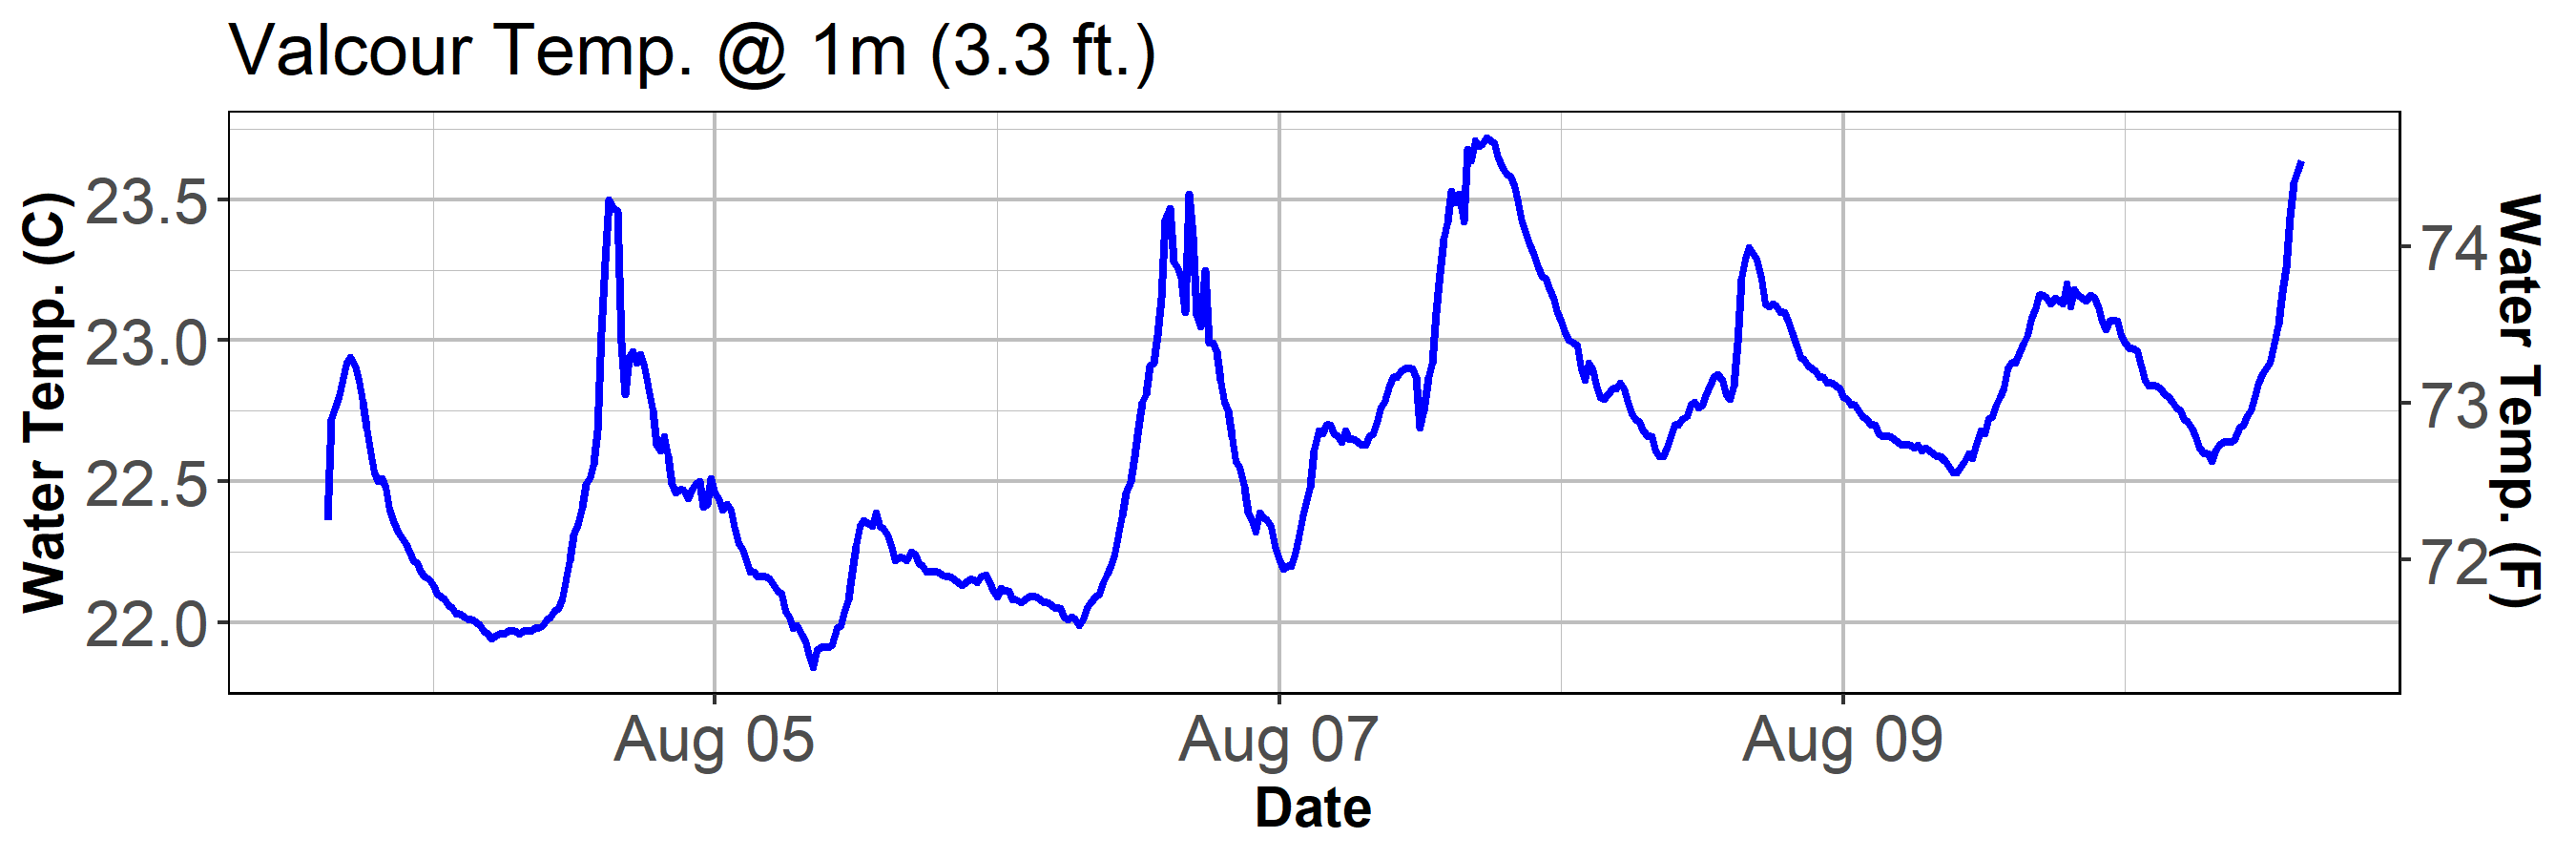 Valcour Temp. @ 1m (3.3 ft.)
Water Temp. (C)
23.5
23.0
22.5
22.0
74
73
72
Water Temp. (F)
Aug 05
Aug 07
Aug 09
Date